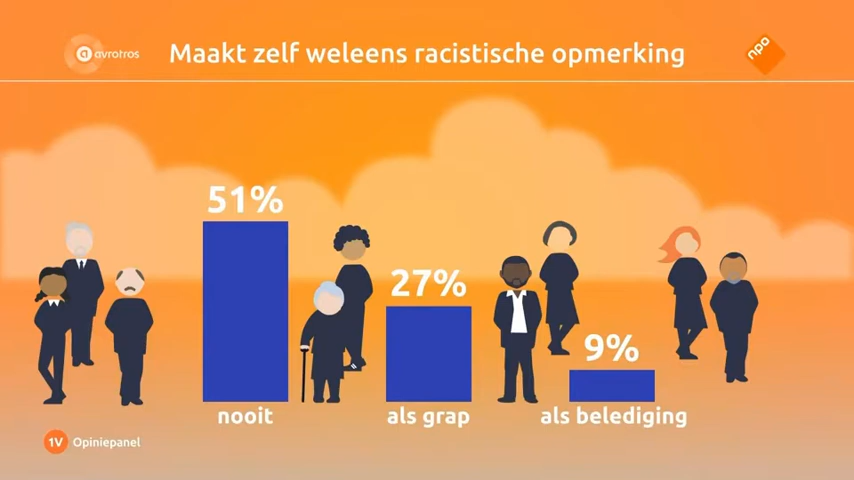 avrotros
Maakt zelf weleens racistische opmerking
npo
51%
27%
9%
nooit
als grap
als belediging
1V Opiniepanel